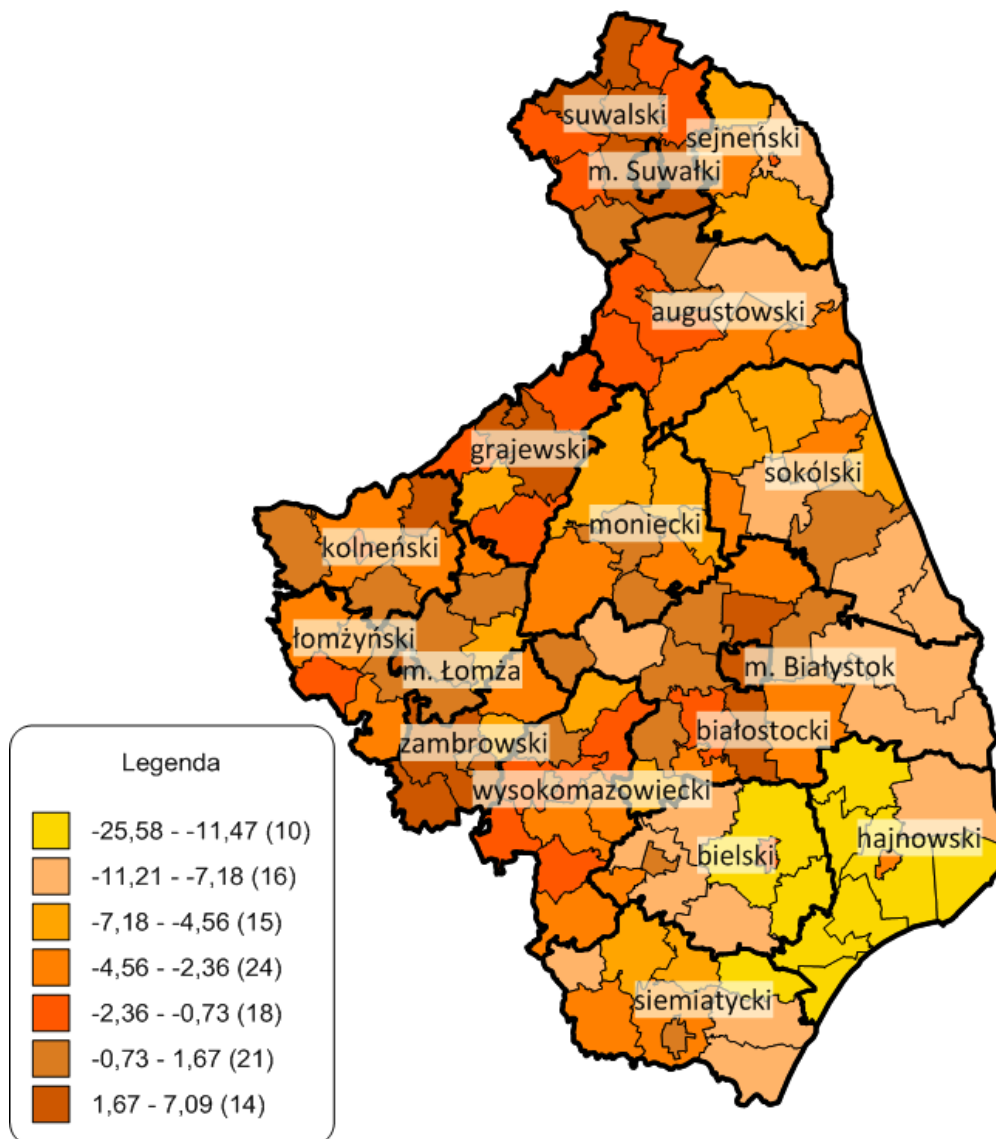 suwalski
sejneński
m. Suwałki
augustowski
grajewski
sokólski
moniecki
kolneński
łomżyński
m. Łomża
m. Białystok
białostocki
zambrowski
wysokomazowiecki
hajnowski
bielski
siemiatycki
Legenda
-25,58 - -11,47 (10)
-11,21 - -7,18 (16)
-7,18 - -4,56 (15)
-4,56 - -2,36 (24)
-2,36 - -0,73 (18)
-0,73 - 1,67 (21)
1,67 - 7,09 (14)